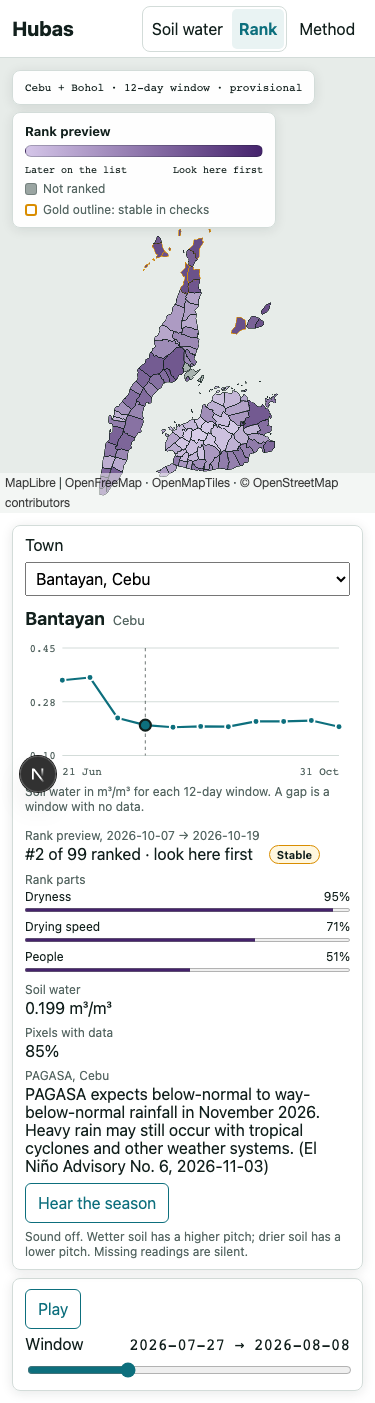 Hubas
Soil water
Rank
Method
Cebu + Bohol · 12-day window · provisional
Rank preview
Later on the list
Look here first
Not ranked
Gold outline: stable in checks
MapLibre | OpenFreeMap · OpenMapTiles · © OpenStreetMap
contributors
Town
Bantayan, Cebu
Bantayan Cebu
0.45
0.28
0.10
21 Jun
31 Oct
N
Soil water in m³/m³ for each 12-day window. A gap is a
window with no data.
Rank preview, 2026-10-07 → 2026-10-19
#2 of 99 ranked · look here first
Stable
Rank parts
Dryness 95%
Drying speed 71%
People 51%
Soil water
0.199 m³/m³
Pixels with data
85%
PAGASA, Cebu
PAGASA expects below-normal to way-
below-normal rainfall in November 2026.
Heavy rain may still occur with tropical
cyclones and other weather systems. (El
Niño Advisory No. 6, 2026-11-03)
Hear the season
Sound off. Wetter soil has a higher pitch; drier soil has a
lower pitch. Missing readings are silent.
Play
Window 2026-07-27 → 2026-08-08